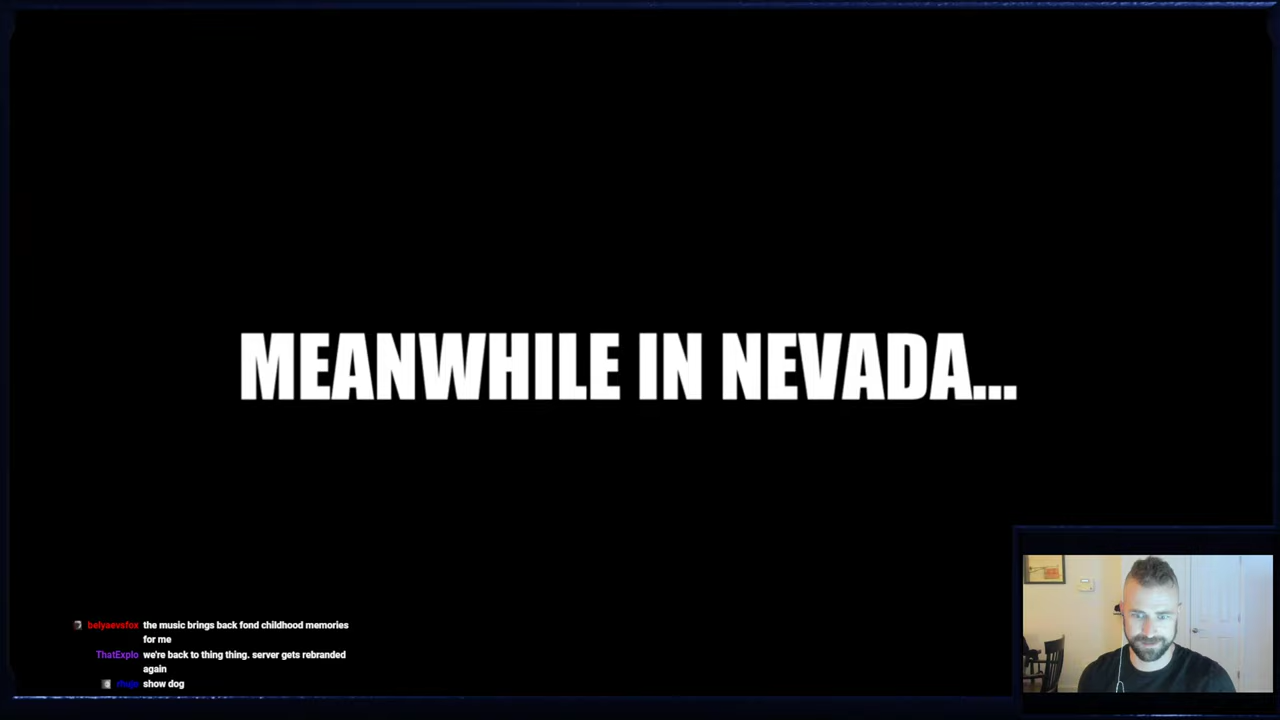 MEANWHILE IN NEVADA...
belyaevsfox the music brings back fond childhood memories
for me
ThatExplo we're back to thing thing. server gets rebranded
again
show dog